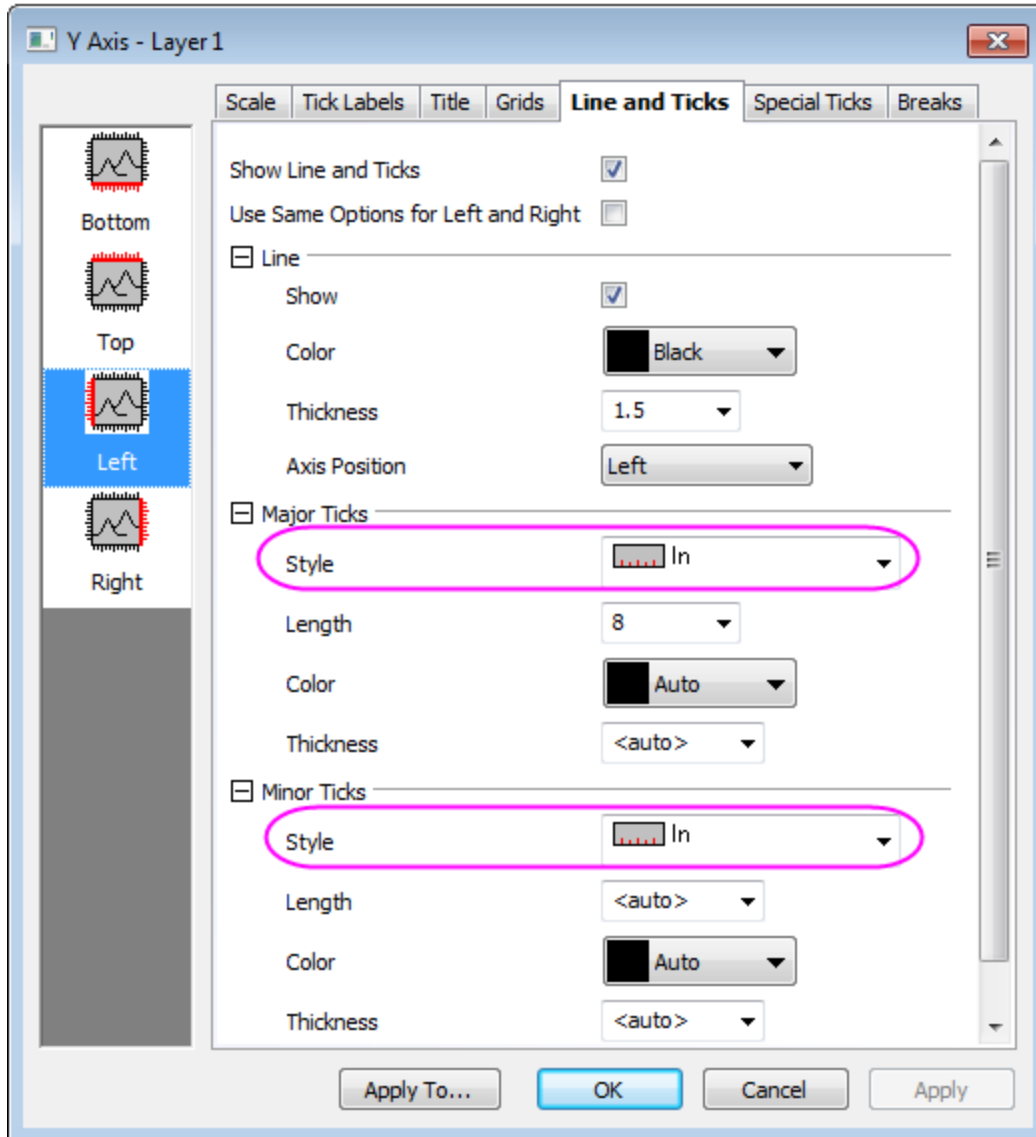 Y Axis - Layer 1
Scale Tick Labels Title Grids Line and Ticks Special Ticks Breaks
Bottom
Top
Left
Right
Show Line and Ticks
Use Same Options for Left and Right
Line
Show
Color Black
Thickness 1.5
Axis Position Left
Major Ticks
Style In
Length 8
Color Auto
Thickness <auto>
Minor Ticks
Style In
Length <auto>
Color Auto
Thickness <auto>
Apply To... OK Cancel Apply